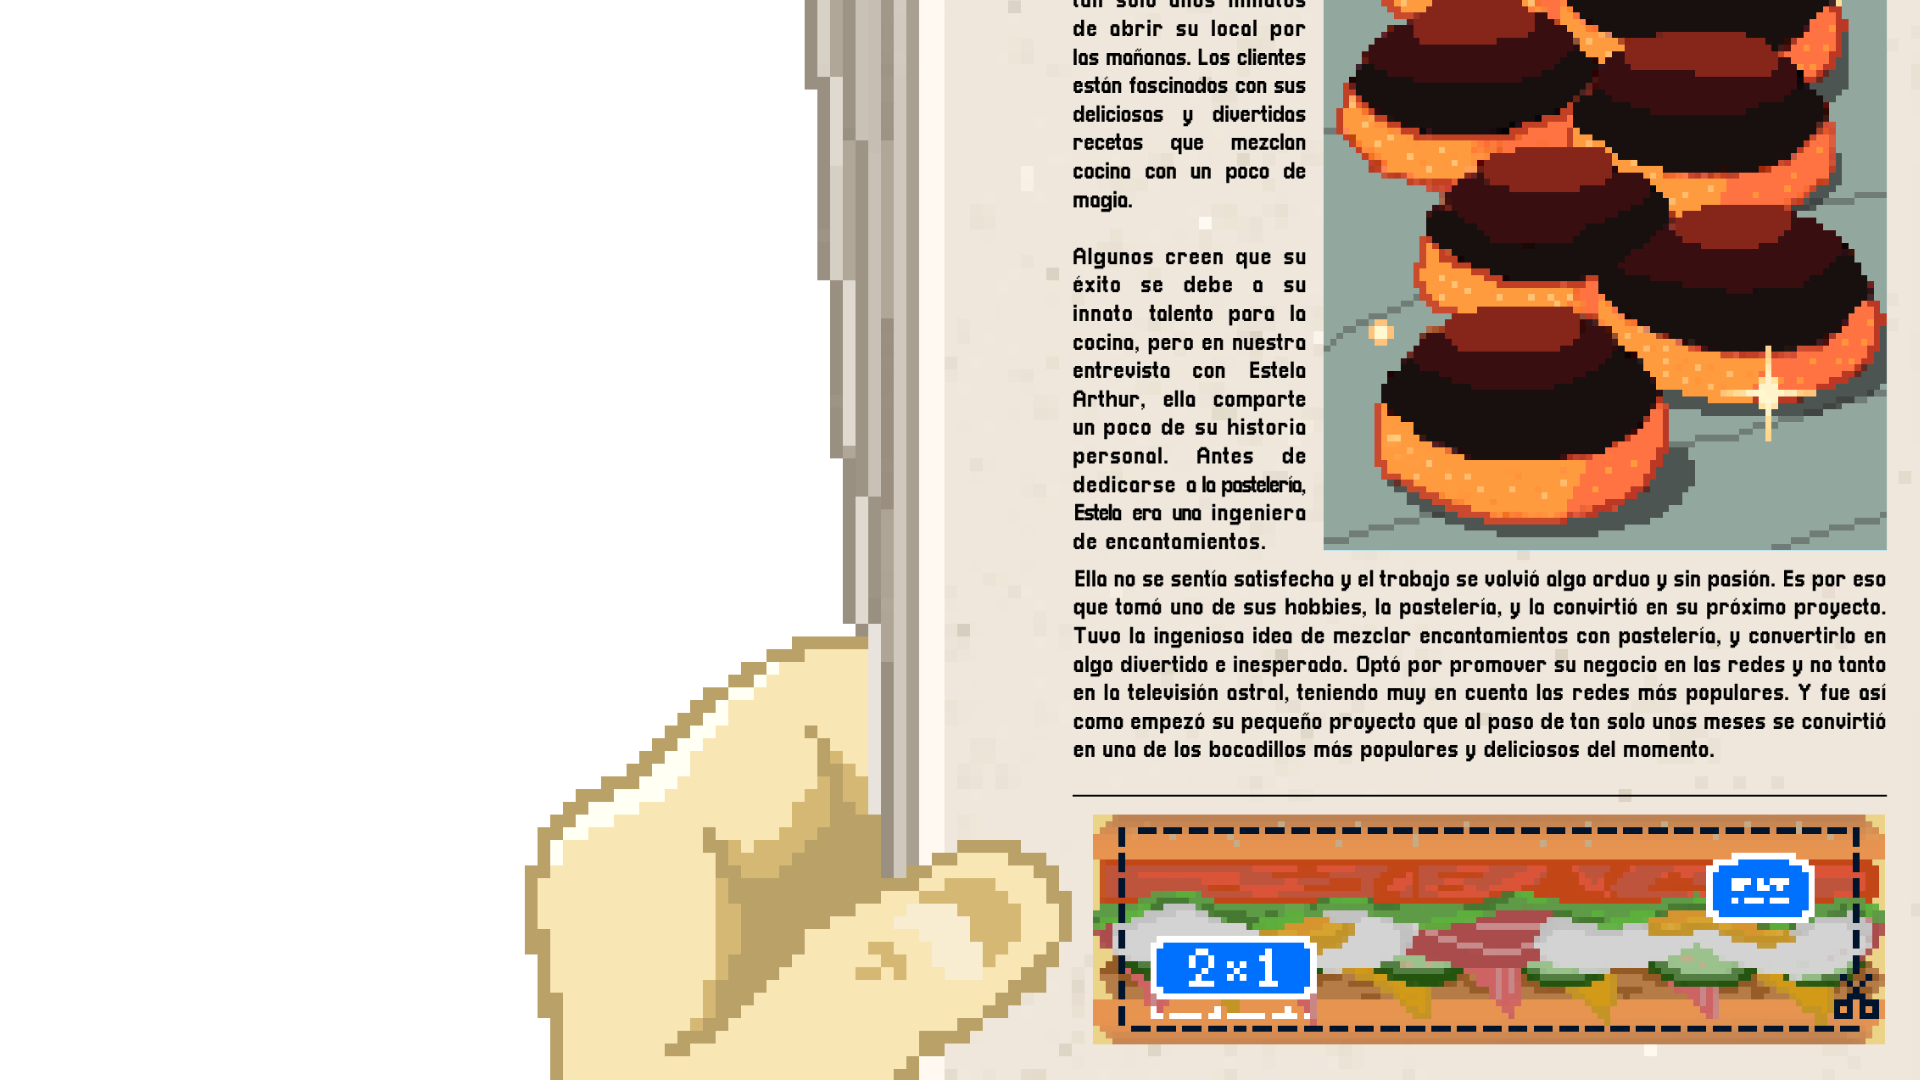 tan solo unos minutos
de abrir su local por
las mañanas. Los clientes
están fascinados con sus
deliciosas y divertidas
recetas que mezclan
cocina con un poco de
magia.
Algunos creen que su
éxito se debe a su
innato talento para la
cocina, pero en nuestra
entrevista con Estela
Arthur, ella comparte
un poco de su historia
personal. Antes de
dedicarse a la pastelería,
Estela era una ingeniera
de encantamientos.
Ella no se sentía satisfecha y el trabajo se volvió algo arduo y sin pasión. Es por eso
que tomó uno de sus hobbies, la pastelería, y la convirtió en su próximo proyecto.
Tuvo la ingeniosa idea de mezclar encantamientos con pastelería, y convertirlo en
algo divertido e inesperado. Optó por promover su negocio en las redes y no tanto
en la televisión astral, teniendo muy en cuenta las redes más populares. Y fue así
como empezó su pequeño proyecto que al paso de tan solo unos meses se convirtió
en una de los bocadillos más populares y deliciosos del momento.
2x1